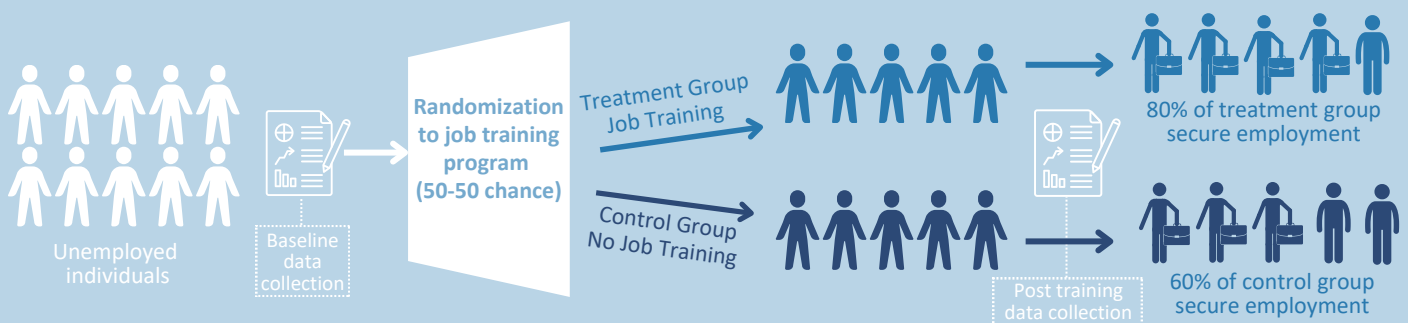 Unemployed
individuals
Baseline
data
collection
Randomization
to job training
program
(50-50 chance)
Treatment Group
Job Training
Control Group
No Job Training
Post training
data collection
80% of treatment group
secure employment
60% of control group
secure employment